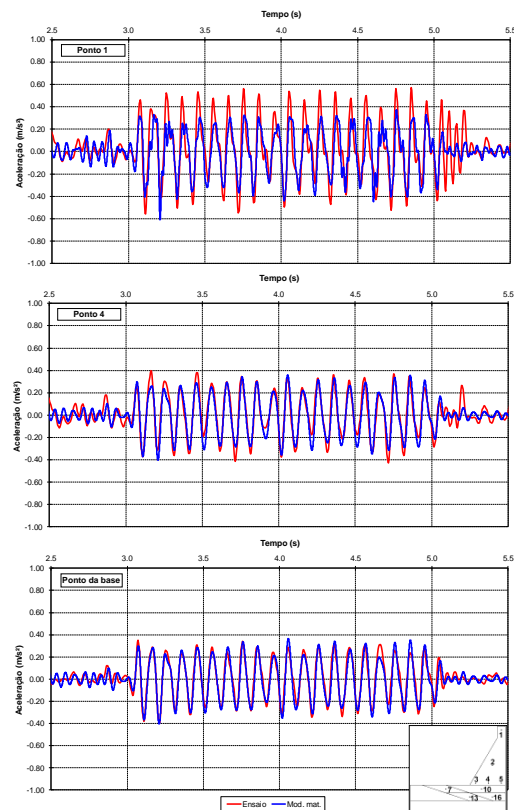 Tempo (s)
2.5 3.0 3.5 4.0 4.5 5.0 5.5
1.00
Ponto 1
0.80
0.60
0.40
0.20
0.00
-0.20
-0.40
-0.60
-0.80
-1.00
Aceleração (m/s²)
Tempo (s)
2.5 3.0 3.5 4.0 4.5 5.0 5.5
1.00
Ponto 4
0.80
0.60
0.40
0.20
0.00
-0.20
-0.40
-0.60
-0.80
-1.00
Aceleração (m/s²)
Tempo (s)
2.5 3.0 3.5 4.0 4.5 5.0 5.5
1.00
Ponto da base
0.80
0.60
0.40
0.20
0.00
-0.20
-0.40
-0.60
-0.80
-1.00
Aceleração (m/s²)
1
2
3 4 5
7 10
13 16
Ensaio Mod. mat.